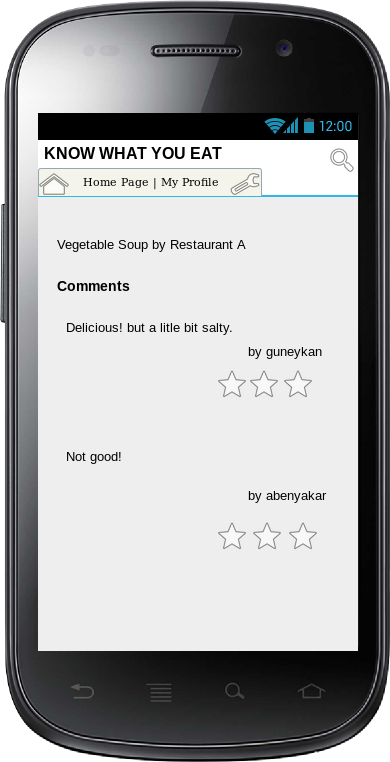 12:00
KNOW WHAT YOU EAT
Home Page | My Profile
Vegetable Soup by Restaurant A
Comments
Delicious! but a litle bit salty.
by guneykan
Not good!
by abenyakar